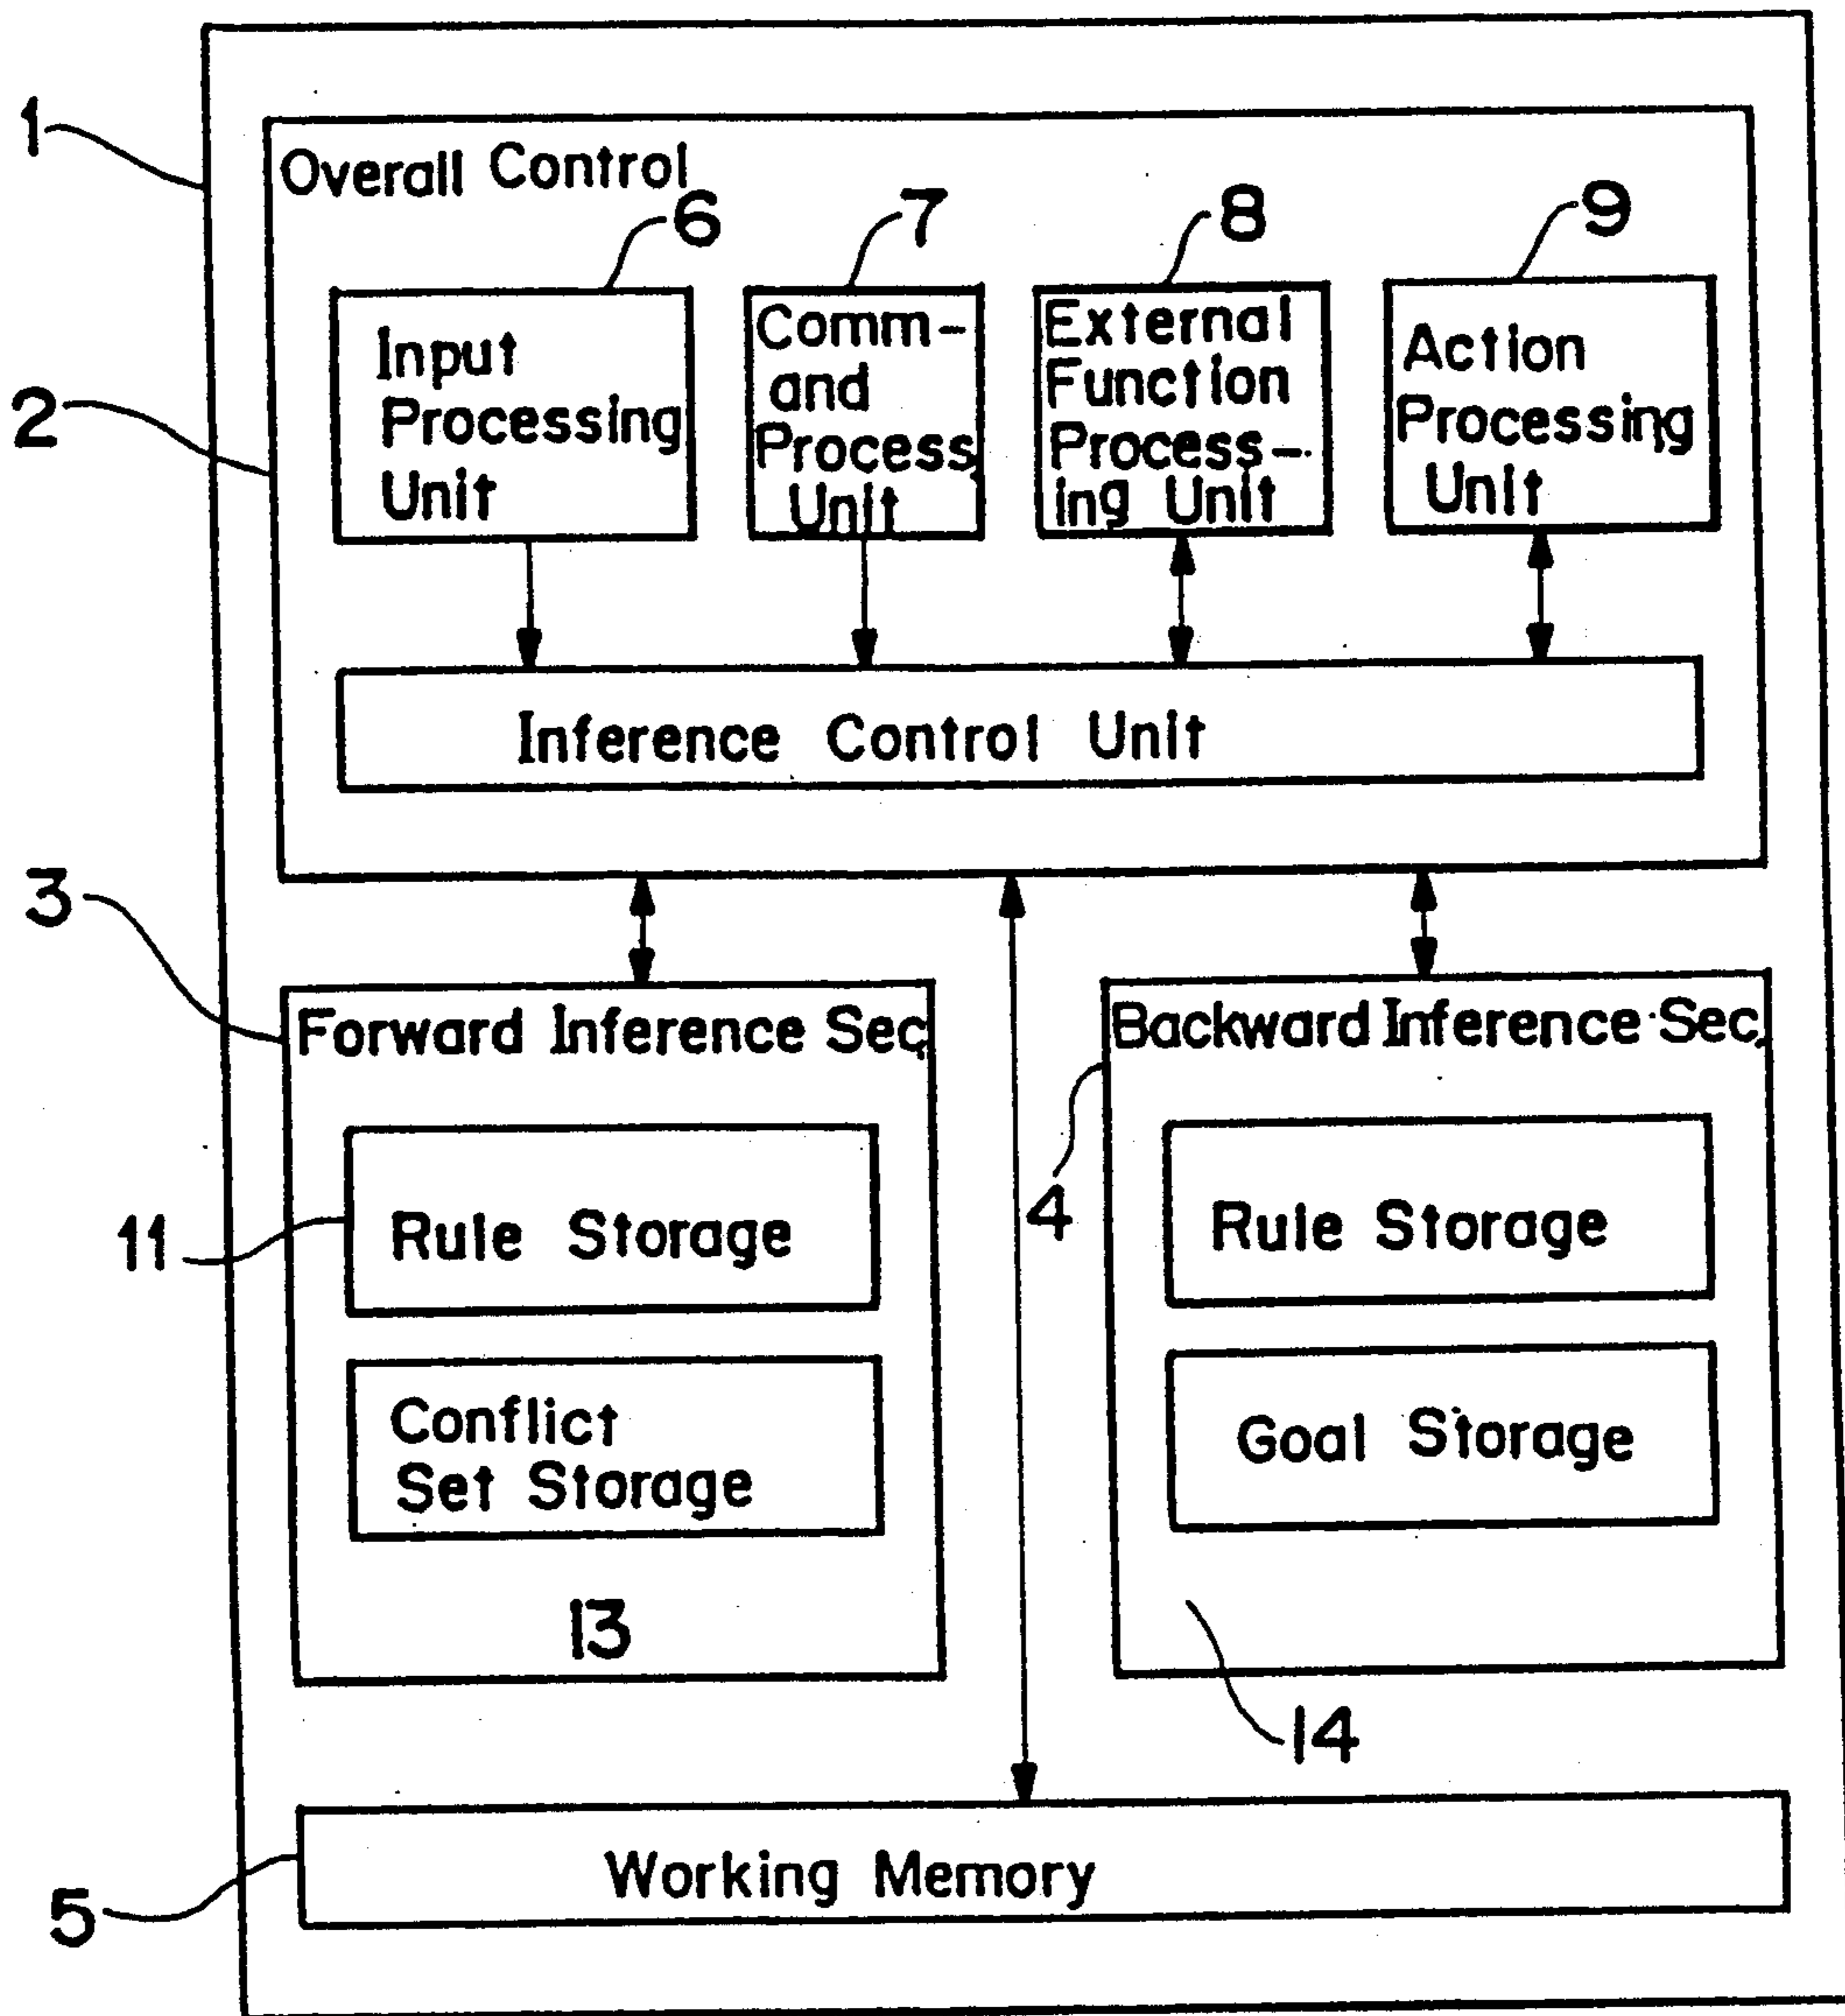 1
Overall Control
6
7
8
9
Input
Processing
Unit
Comm-
and
Process
Unit
External
Function
Process-
ing Unit
Action
Processing
Unit
2
Inference Control Unit
3
Forward Inference Sec.
Backward Inference Sec.
4
11
Rule Storage
Rule Storage
Conflict
Set Storage
Goal Storage
13
14
5
Working Memory